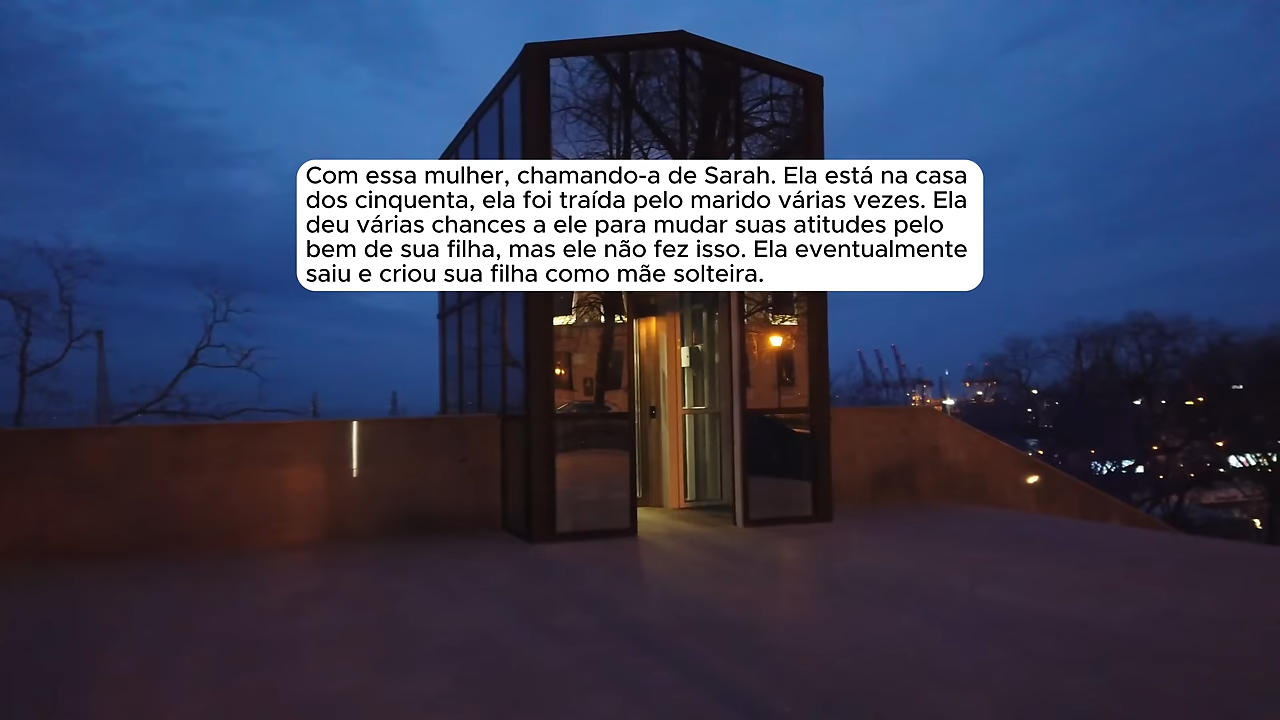 Com essa mulher, chamando-a de Sarah. Ela está na casa
dos cinquenta, ela foi traída pelo marido várias vezes. Ela
deu várias chances a ele para mudar suas atitudes pelo
bem de sua filha, mas ele não fez isso. Ela eventualmente
saiu e criou sua filha como mãe solteira.